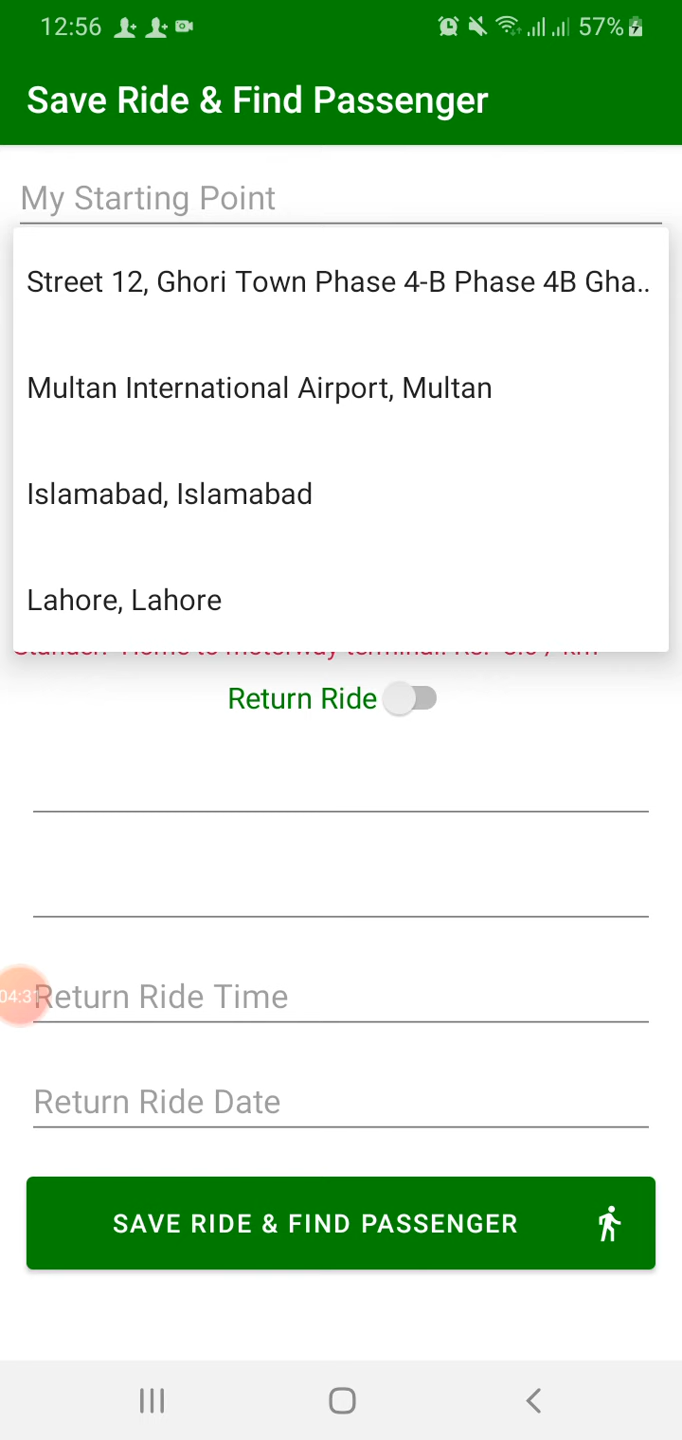 12:56 57%
Save Ride & Find Passenger
My Starting Point
Street 12, Ghori Town Phase 4-B Phase 4B Gha..
Multan International Airport, Multan
Islamabad, Islamabad
Lahore, Lahore
Return Ride
04:31
Return Ride Time
Return Ride Date
SAVE RIDE & FIND PASSENGER